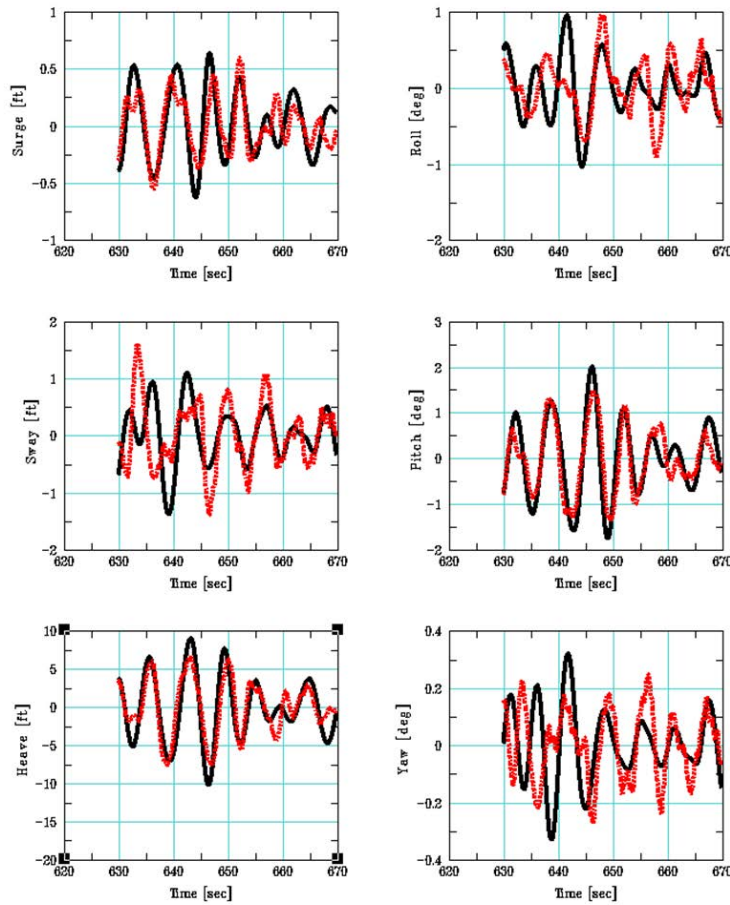 1
0.5
0
-0.5
-1
Surge [ft]
620 630 640 650 660 670
Time [sec]
1
0
-1
-2
Roll [deg]
620 630 640 650 660 670
Time [sec]
2
1
0
-1
-2
Sway [ft]
620 630 640 650 660 670
Time [sec]
3
2
1
0
-1
-2
Pitch [deg]
620 630 640 650 660 670
Time [sec]
10
5
0
-5
-10
-15
-20
Heave [ft]
620 630 640 650 660 670
Time [sec]
0.4
0.2
0
-0.2
-0.4
Yaw [deg]
620 630 640 650 660 670
Time [sec]